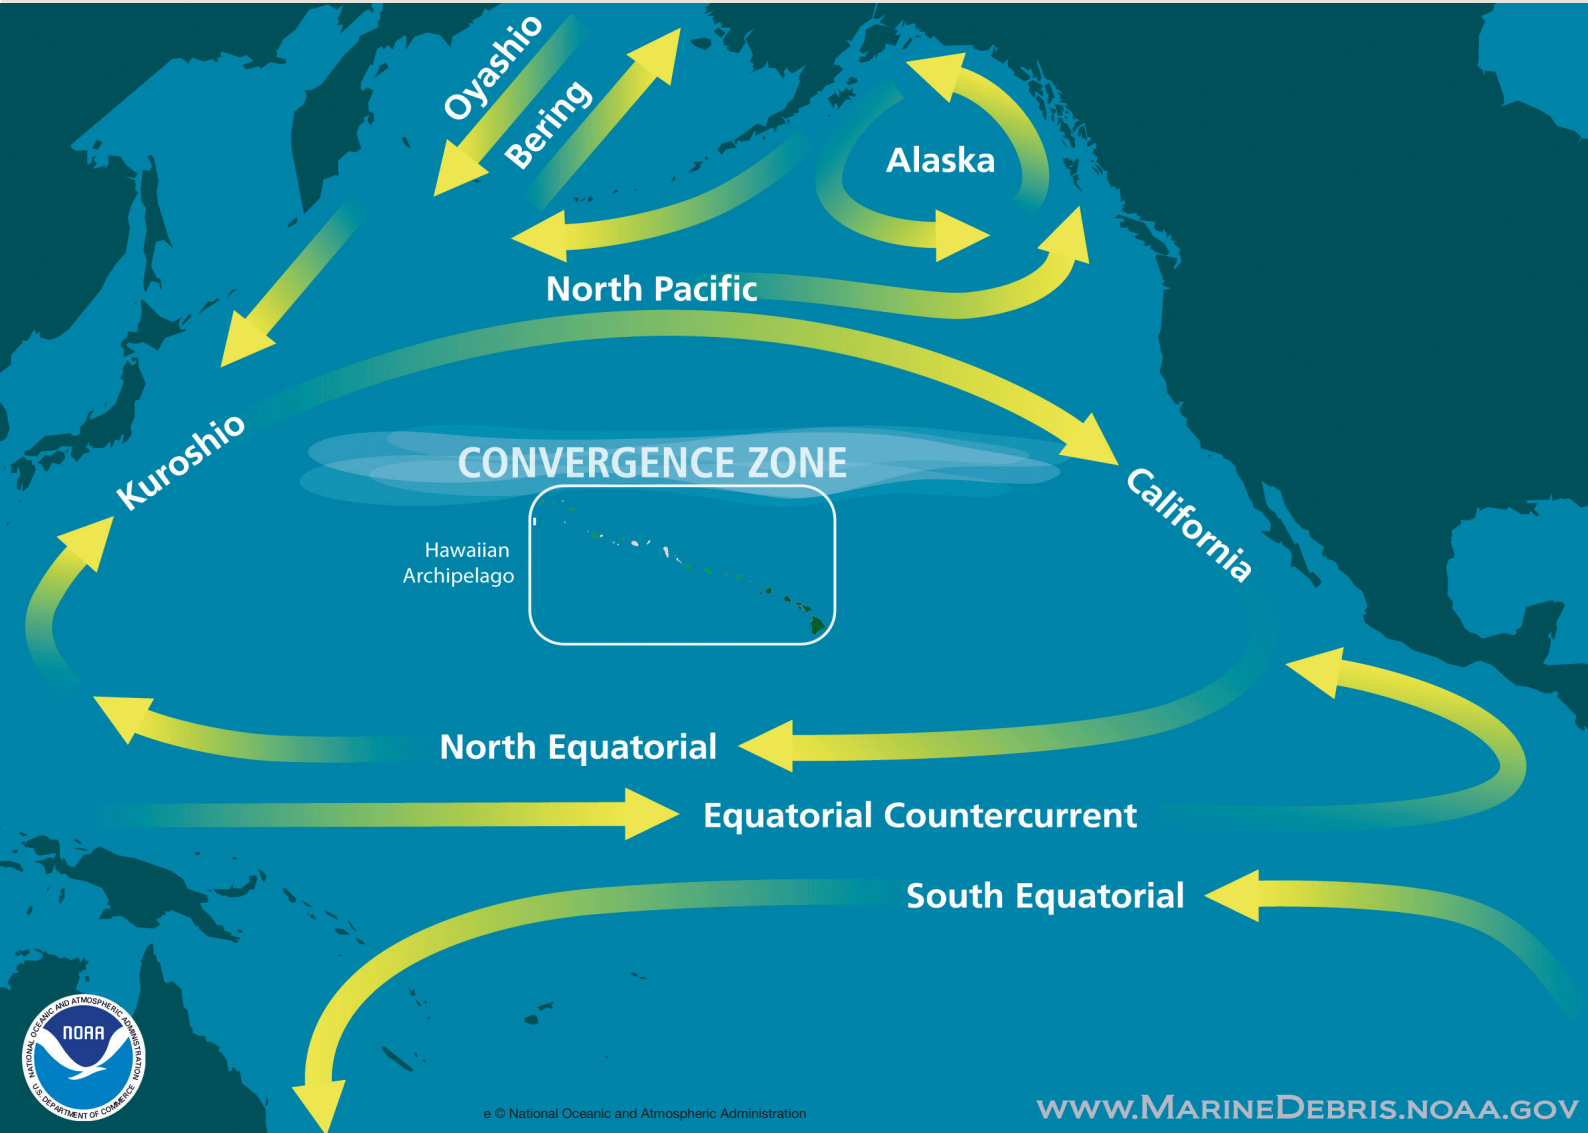 Oyashio
Bering
Alaska
North Pacific
Kuroshio
CONVERGENCE ZONE
California
Hawaiian
Archipelago
North Equatorial
Equatorial Countercurrent
South Equatorial
NATIONAL OCEANIC AND ATMOSPHERIC ADMINISTRATION
NOAA
U.S. DEPARTMENT OF COMMERCE
e © National Oceanic and Atmospheric Administration
WWW.MARINEDEBRIS.NOAA.GOV